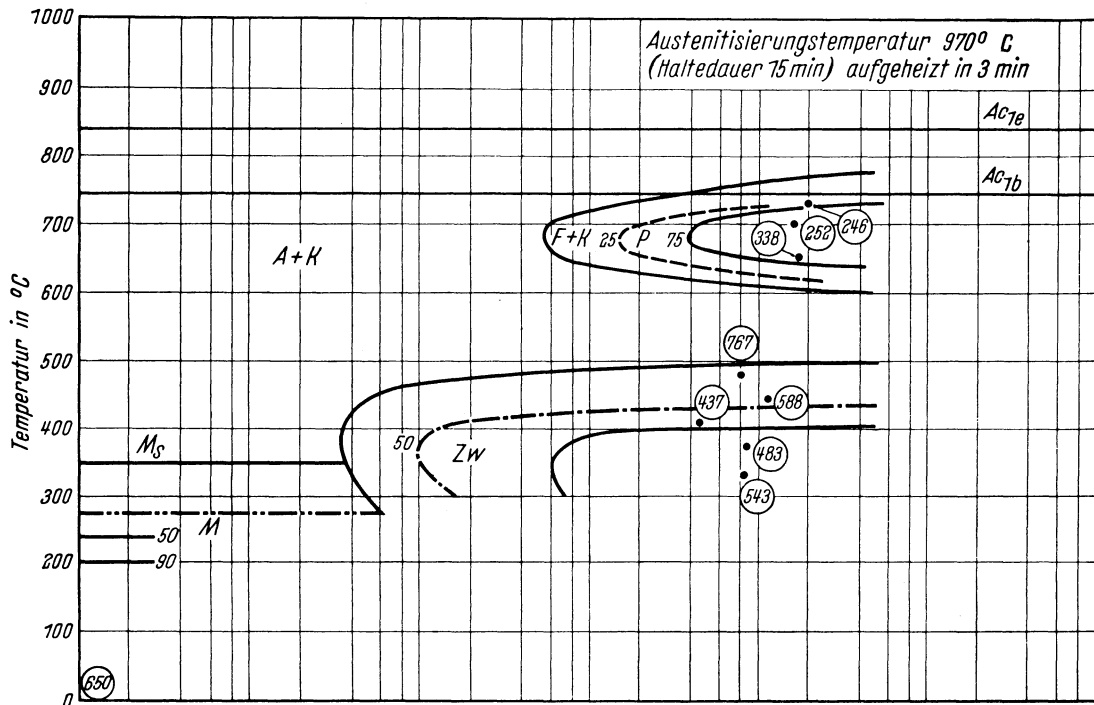 1000
Austenitisierungstemperatur 970° C
(Haltedauer 15 min) aufgeheizt in 3 min
900
Ac1e
800
Ac1b
700
F+K 25 P 75
338 252 246
A+K
600
Temperatur in °C
500
767
437 588
400
50 Zw
483
Ms
543
300
M
50
200
90
100
650
0